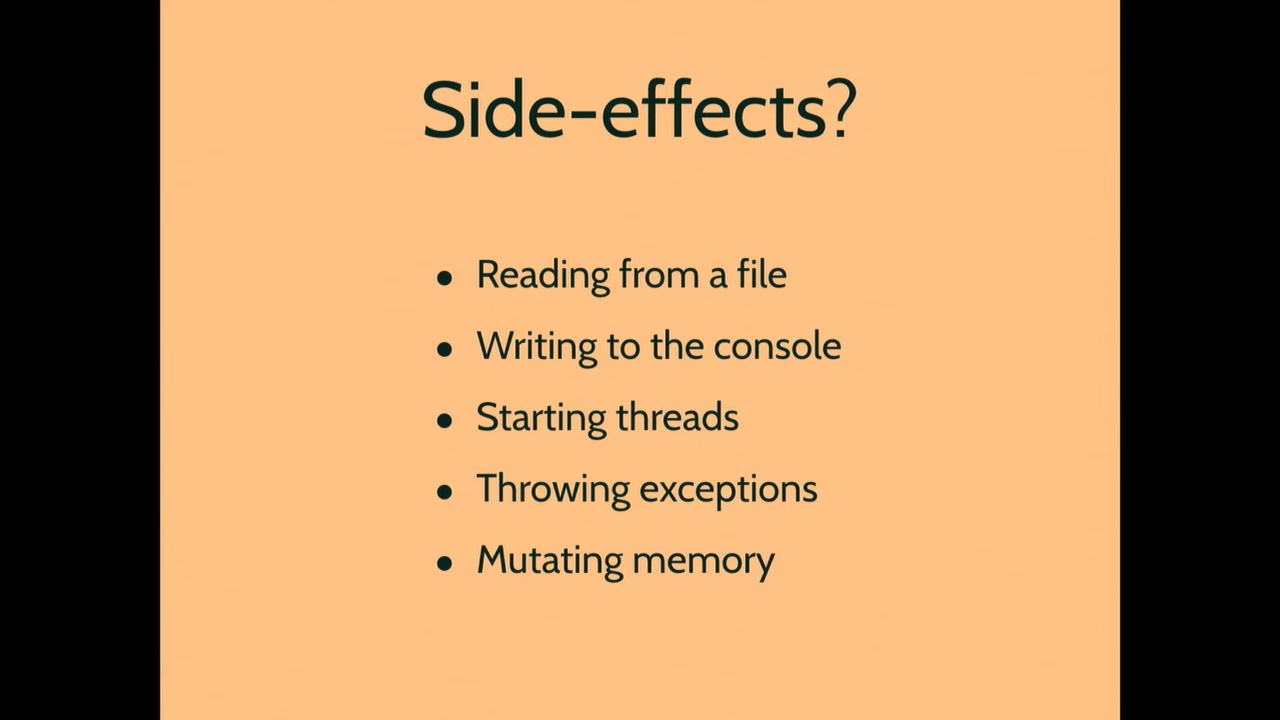 Side-effects?
• Reading from a file
• Writing to the console
• Starting threads
• Throwing exceptions
• Mutating memory